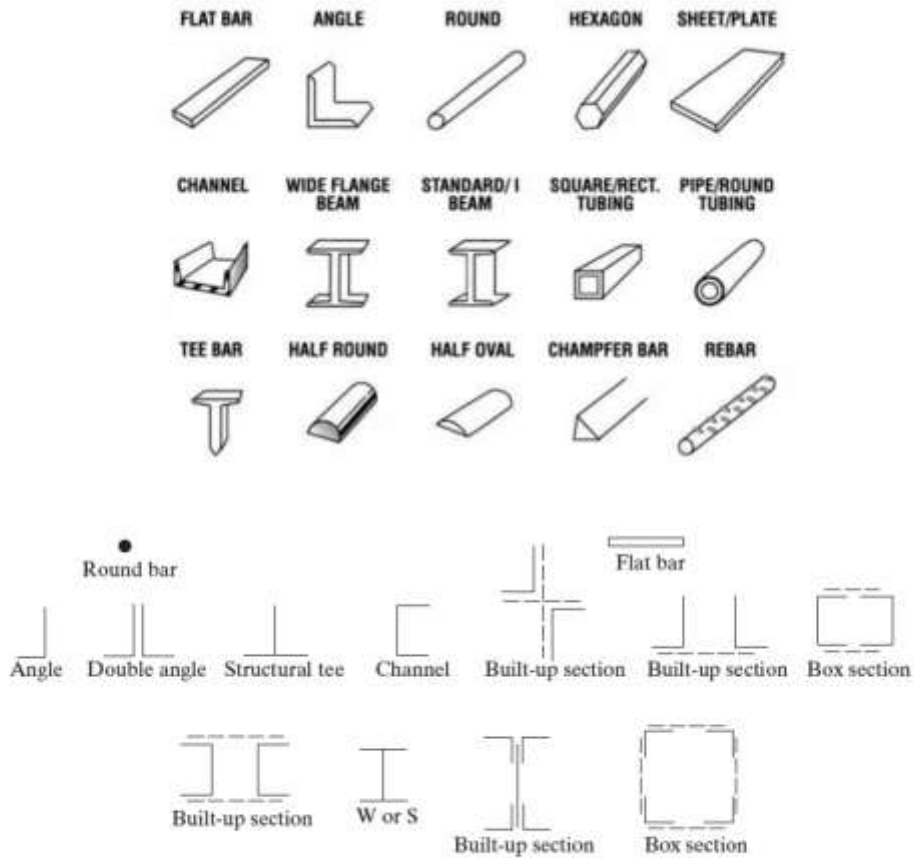 FLAT BAR
ANGLE
ROUND
HEXAGON
SHEET/PLATE
CHANNEL
WIDE FLANGE
BEAM
STANDARD/ I
BEAM
SQUARE/RECT.
TUBING
PIPE/ROUND
TUBING
TEE BAR
HALF ROUND
HALF OVAL
CHAMPFER BAR
REBAR
Round bar
Flat bar
Angle
Double angle
Structural tee
Channel
Built-up section
Built-up section
Box section
Built-up section
W or S
Built-up section
Box section